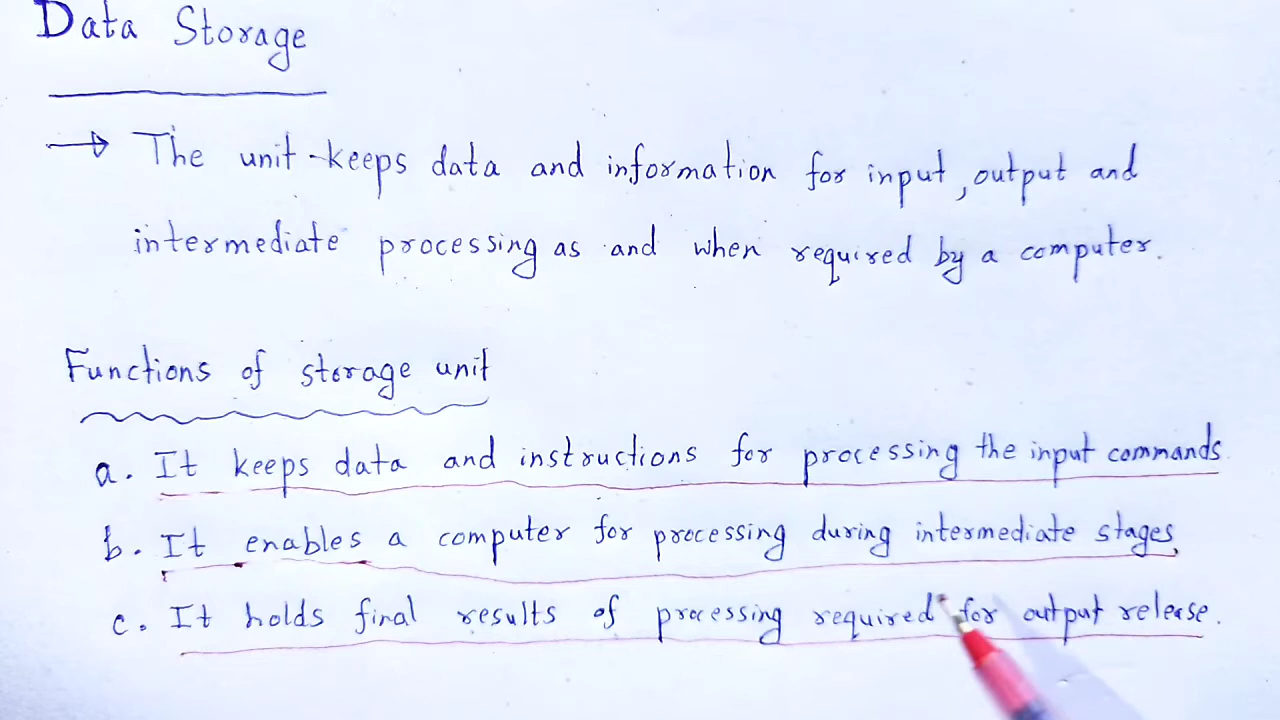 Data Storage
→ The unit-keeps data and information for input, output and
intermediate processing as and when required by a computer.
Functions of storage unit
a. It keeps data and instructions for processing the input commands.
b. It enables a computer for processing during intermediate stages.
c. It holds final results of processing required for output release.